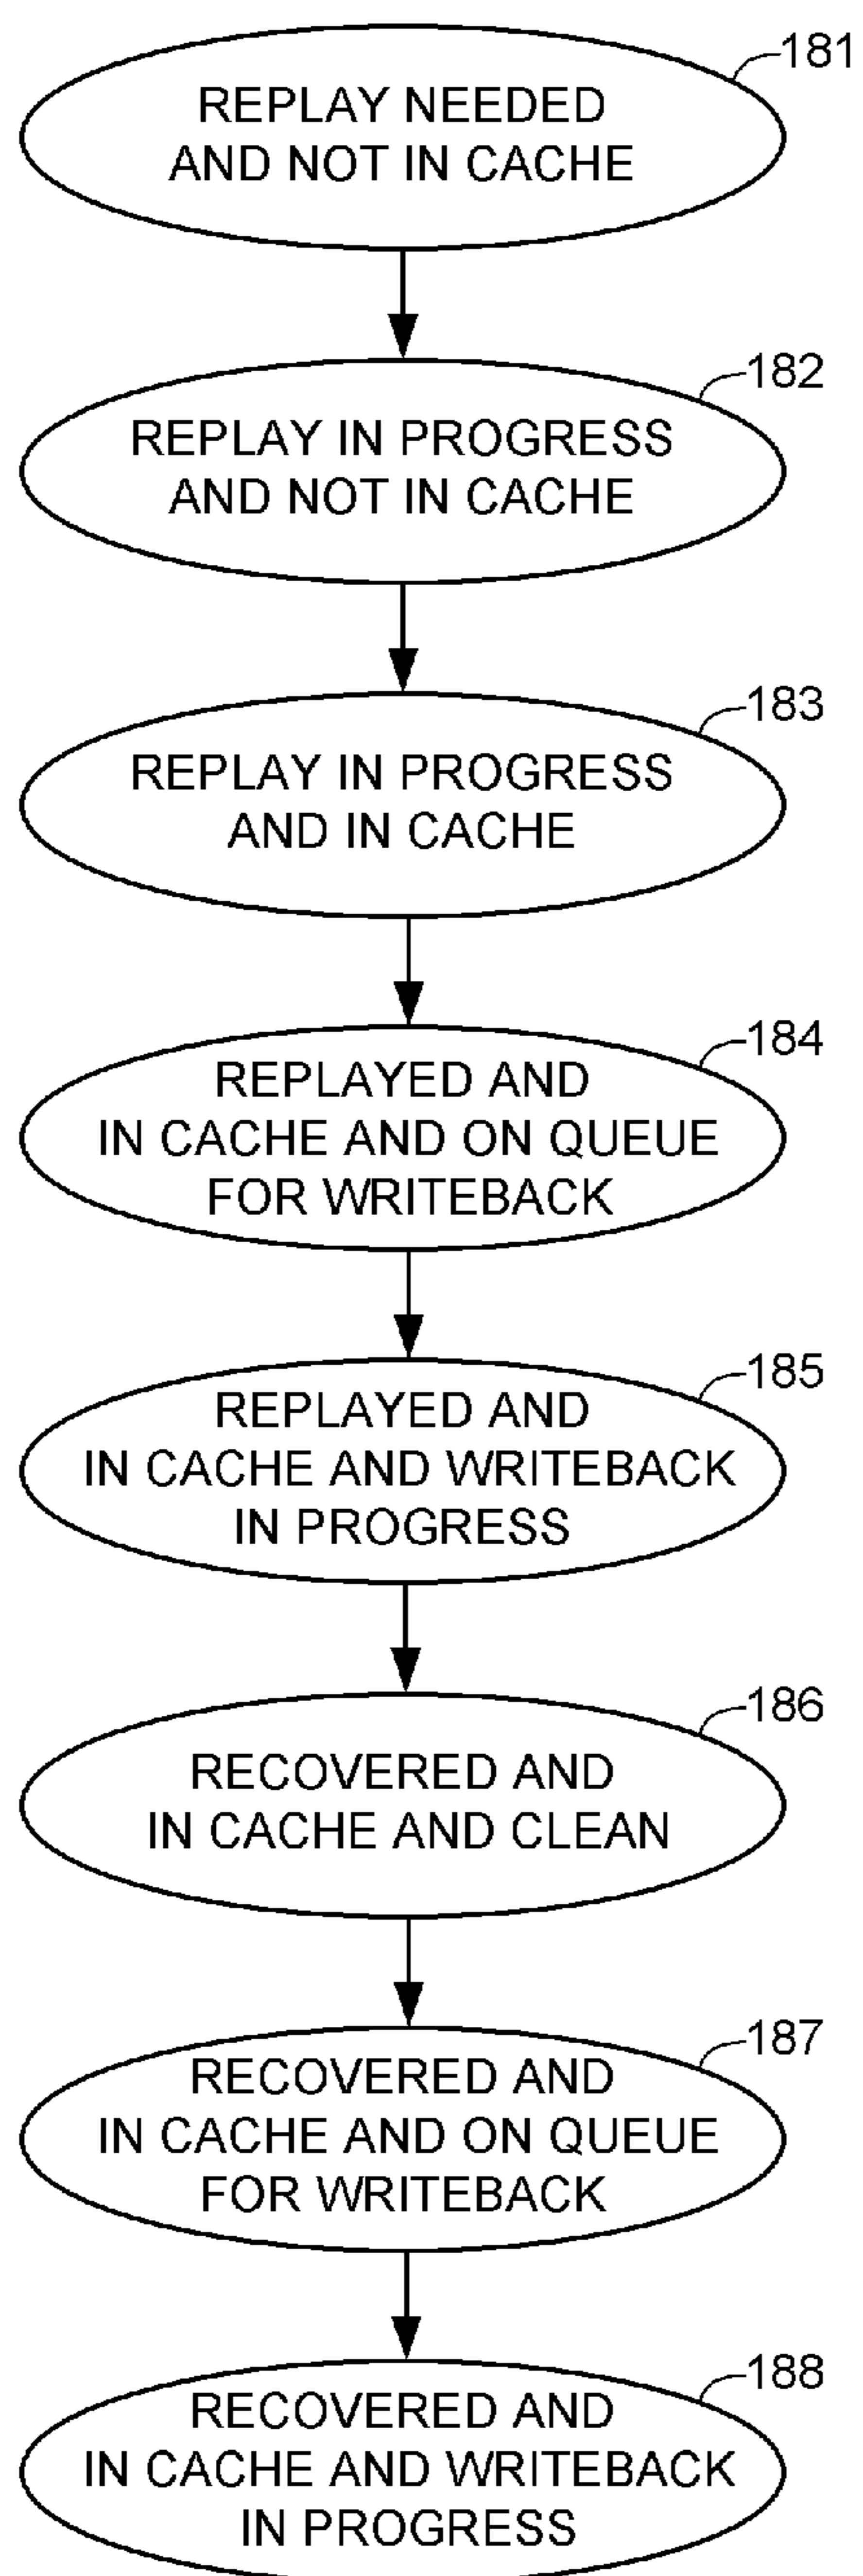 181
REPLAY NEEDED
AND NOT IN CACHE
182
REPLAY IN PROGRESS
AND NOT IN CACHE
183
REPLAY IN PROGRESS
AND IN CACHE
184
REPLAYED AND
IN CACHE AND ON QUEUE
FOR WRITEBACK
185
REPLAYED AND
IN CACHE AND WRITEBACK
IN PROGRESS
186
RECOVERED AND
IN CACHE AND CLEAN
187
RECOVERED AND
IN CACHE AND ON QUEUE
FOR WRITEBACK
188
RECOVERED AND
IN CACHE AND WRITEBACK
IN PROGRESS